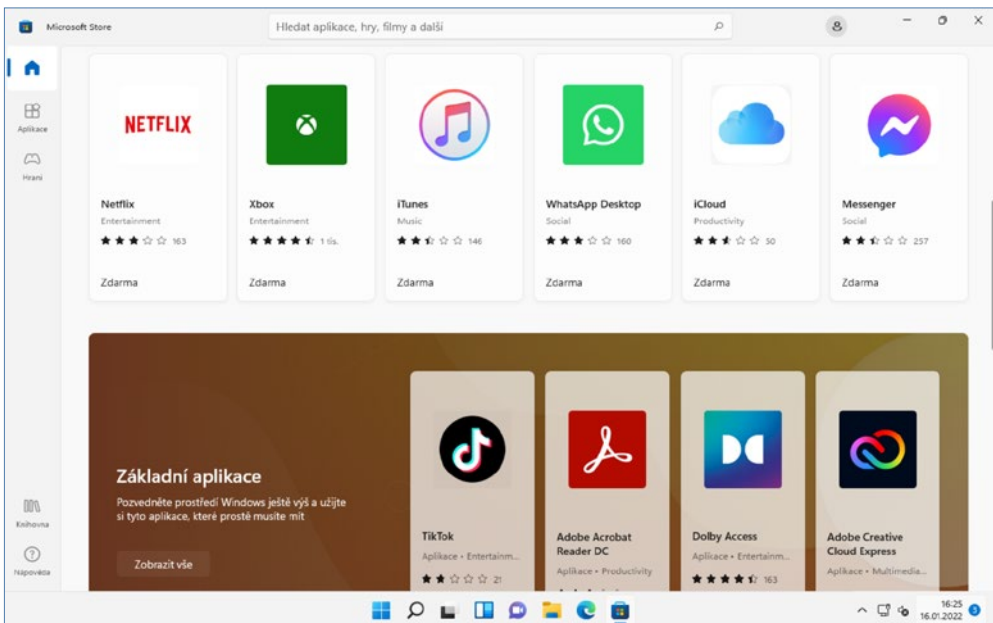 Microsoft Store
Hledat aplikace, hry, filmy a další
Aplikace
Hraní
NETFLIX
Netflix
Entertainment
163
Zdarma
Xbox
Entertainment
1 tis.
Zdarma
iTunes
Music
146
Zdarma
WhatsApp Desktop
Social
160
Zdarma
iCloud
Productivity
50
Zdarma
Messenger
Social
257
Zdarma
Základní aplikace
Pozvedněte prostředí Windows ještě výš a užijte
si tyto aplikace, které prostě musíte mít
Zobrazit vše
TikTok
Aplikace • Entertainm...
21
Adobe Acrobat
Reader DC
Aplikace • Productivity
Dolby Access
Aplikace • Entertainm...
163
Adobe Creative
Cloud Express
Aplikace • Multimedia...
Knihovna
Nápověda
16:25
16.01.2022
3